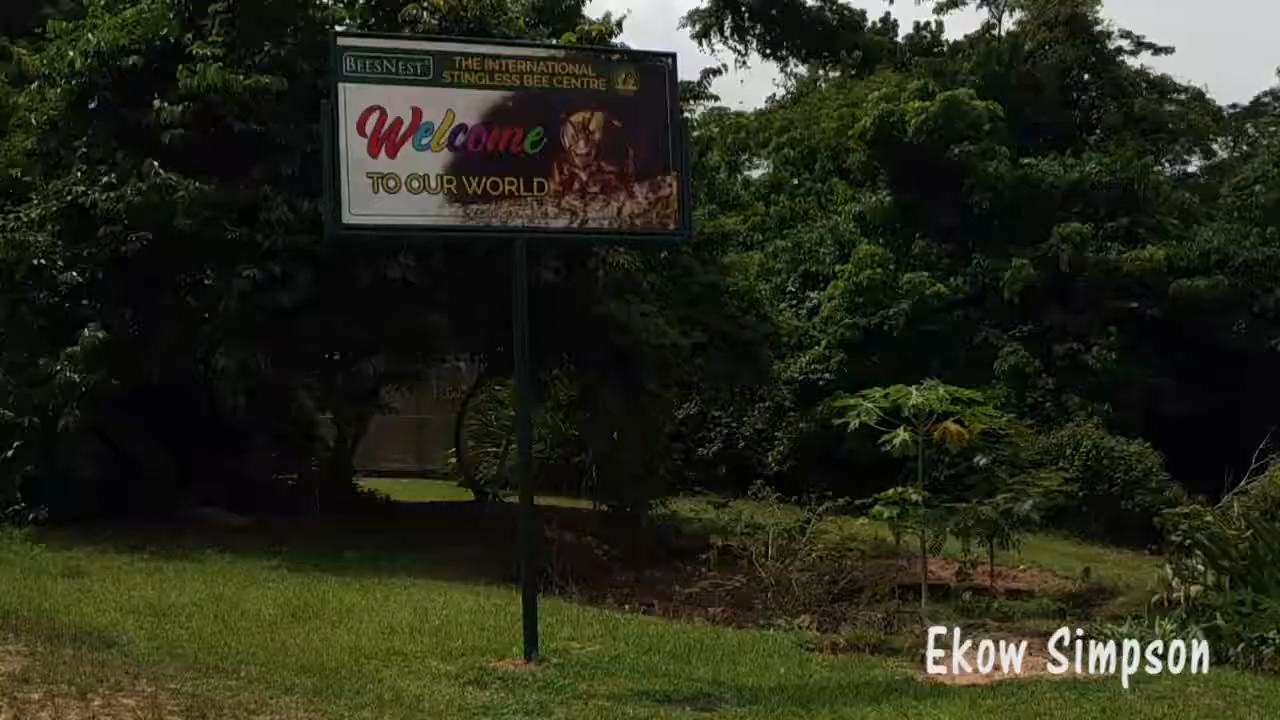 BEESNEST
THE INTERNATIONAL
STINGLESS BEE CENTRE
Welcome
TO OUR WORLD
Ekow Simpson